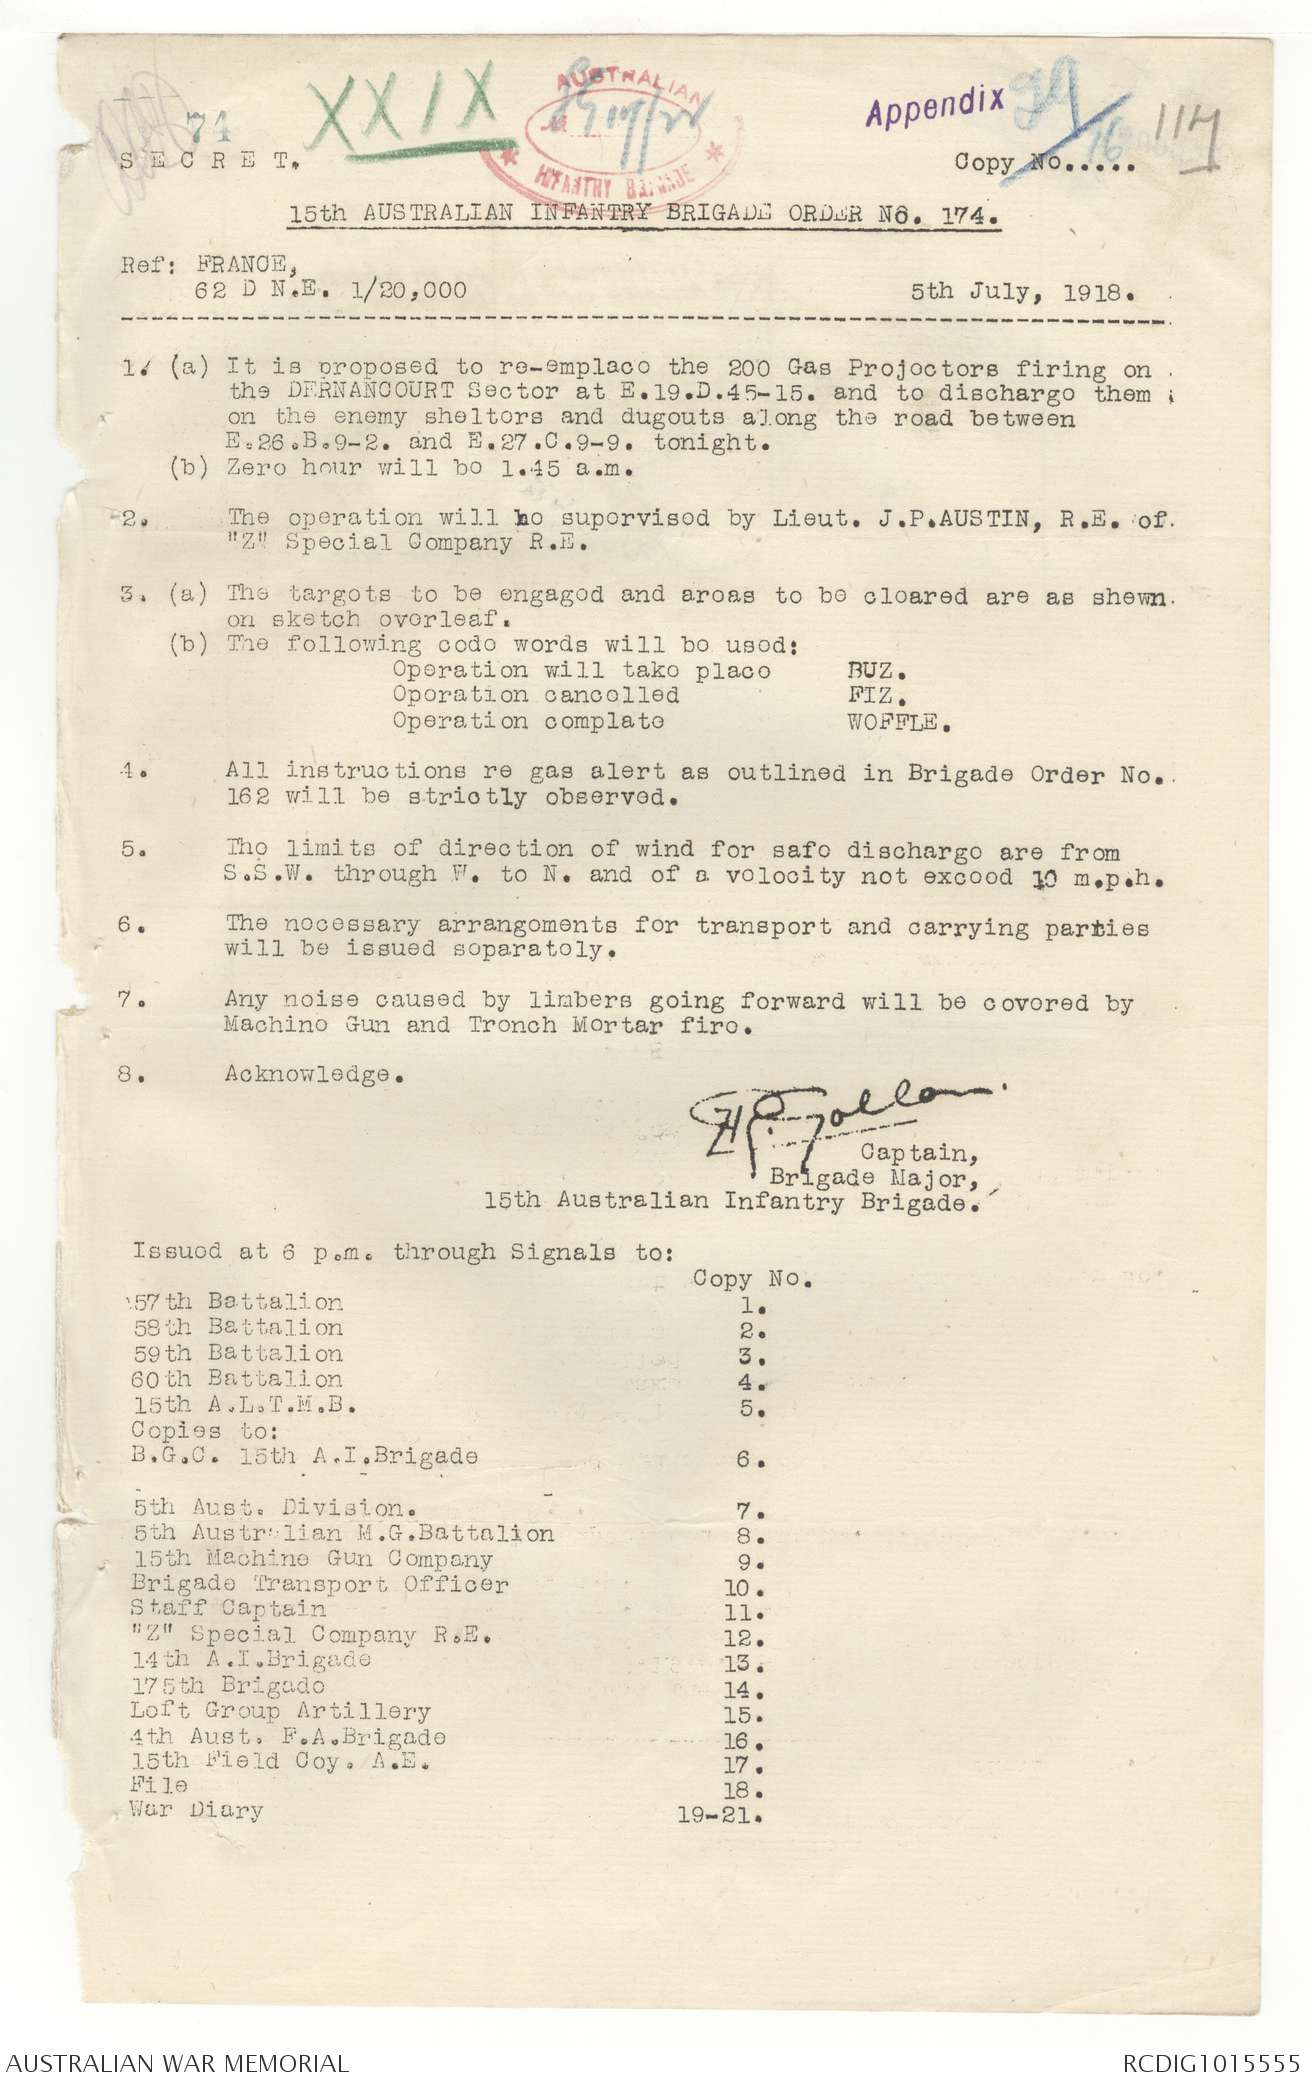 74
XXIX
AUSTRALIAN
INFANTRY BRIGADE
Appendix 29
114
S E C R E T.
Copy No.....
15th AUSTRALIAN INFANTRY BRIGADE ORDER No. 174.
Ref: FRANCE,
62 D N.E. 1/20,000
5th July, 1918.
1. (a) It is proposed to re-emplace the 200 Gas Projectors firing on
the DERNANCOURT Sector at E.19.D.45-15. and to discharge them
on the enemy shelters and dugouts along the road between
E.26.B.9-2. and E.27.C.9-9. tonight.
(b) Zero hour will be 1.45 a.m.
2. The operation will be supervised by Lieut. J.P.AUSTIN, R.E. of
"Z" Special Company R.E.
3. (a) The targets to be engaged and areas to be cleared are as shewn
on sketch overleaf.
(b) The following code words will be used:
Operation will take place BUZ.
Operation cancelled FIZ.
Operation complete WOFFLE.
4. All instructions re gas alert as outlined in Brigade Order No.
162 will be strictly observed.
5. The limits of direction of wind for safe discharge are from
S.S.W. through W. to N. and of a velocity not exceed 10 m.p.h.
6. The necessary arrangements for transport and carrying parties
will be issued separately.
7. Any noise caused by limbers going forward will be covered by
Machine Gun and Trench Mortar fire.
8. Acknowledge.
Captain,
Brigade Major,
15th Australian Infantry Brigade.
Issued at 6 p.m. through Signals to:
Copy No.
57th Battalion 1.
58th Battalion 2.
59th Battalion 3.
60th Battalion 4.
15th A.L.T.M.B. 5.
Copies to:
B.G.C. 15th A.I.Brigade 6.
5th Aust. Division. 7.
5th Australian M.G.Battalion 8.
15th Machine Gun Company 9.
Brigade Transport Officer 10.
Staff Captain 11.
"Z" Special Company R.E. 12.
14th A.I.Brigade 13.
175th Brigade 14.
Left Group Artillery 15.
4th Aust. F.A.Brigade 16.
15th Field Coy. A.E. 17.
File 18.
War Diary 19-21.
AUSTRALIAN WAR MEMORIAL
RCDIG1015555